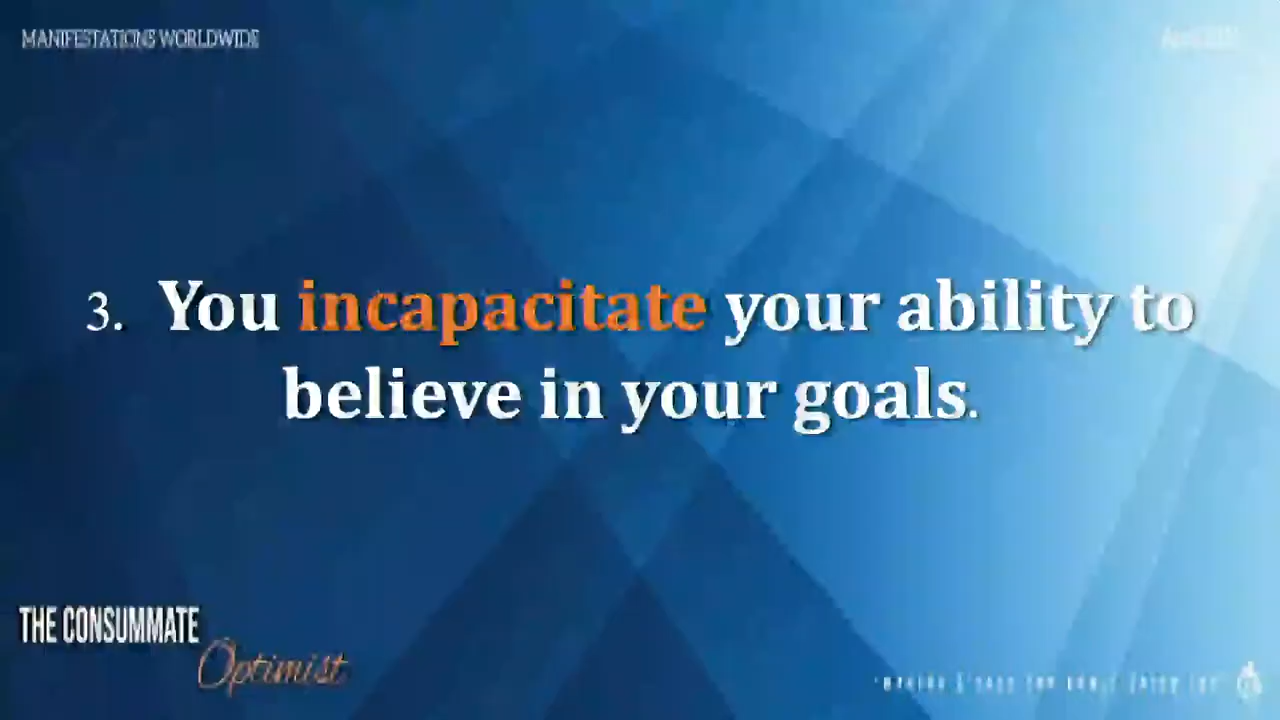 MANIFESTATIONS WORLDWIDE
3. You incapacitate your ability to
believe in your goals.
THE CONSUMMATE
Optimist